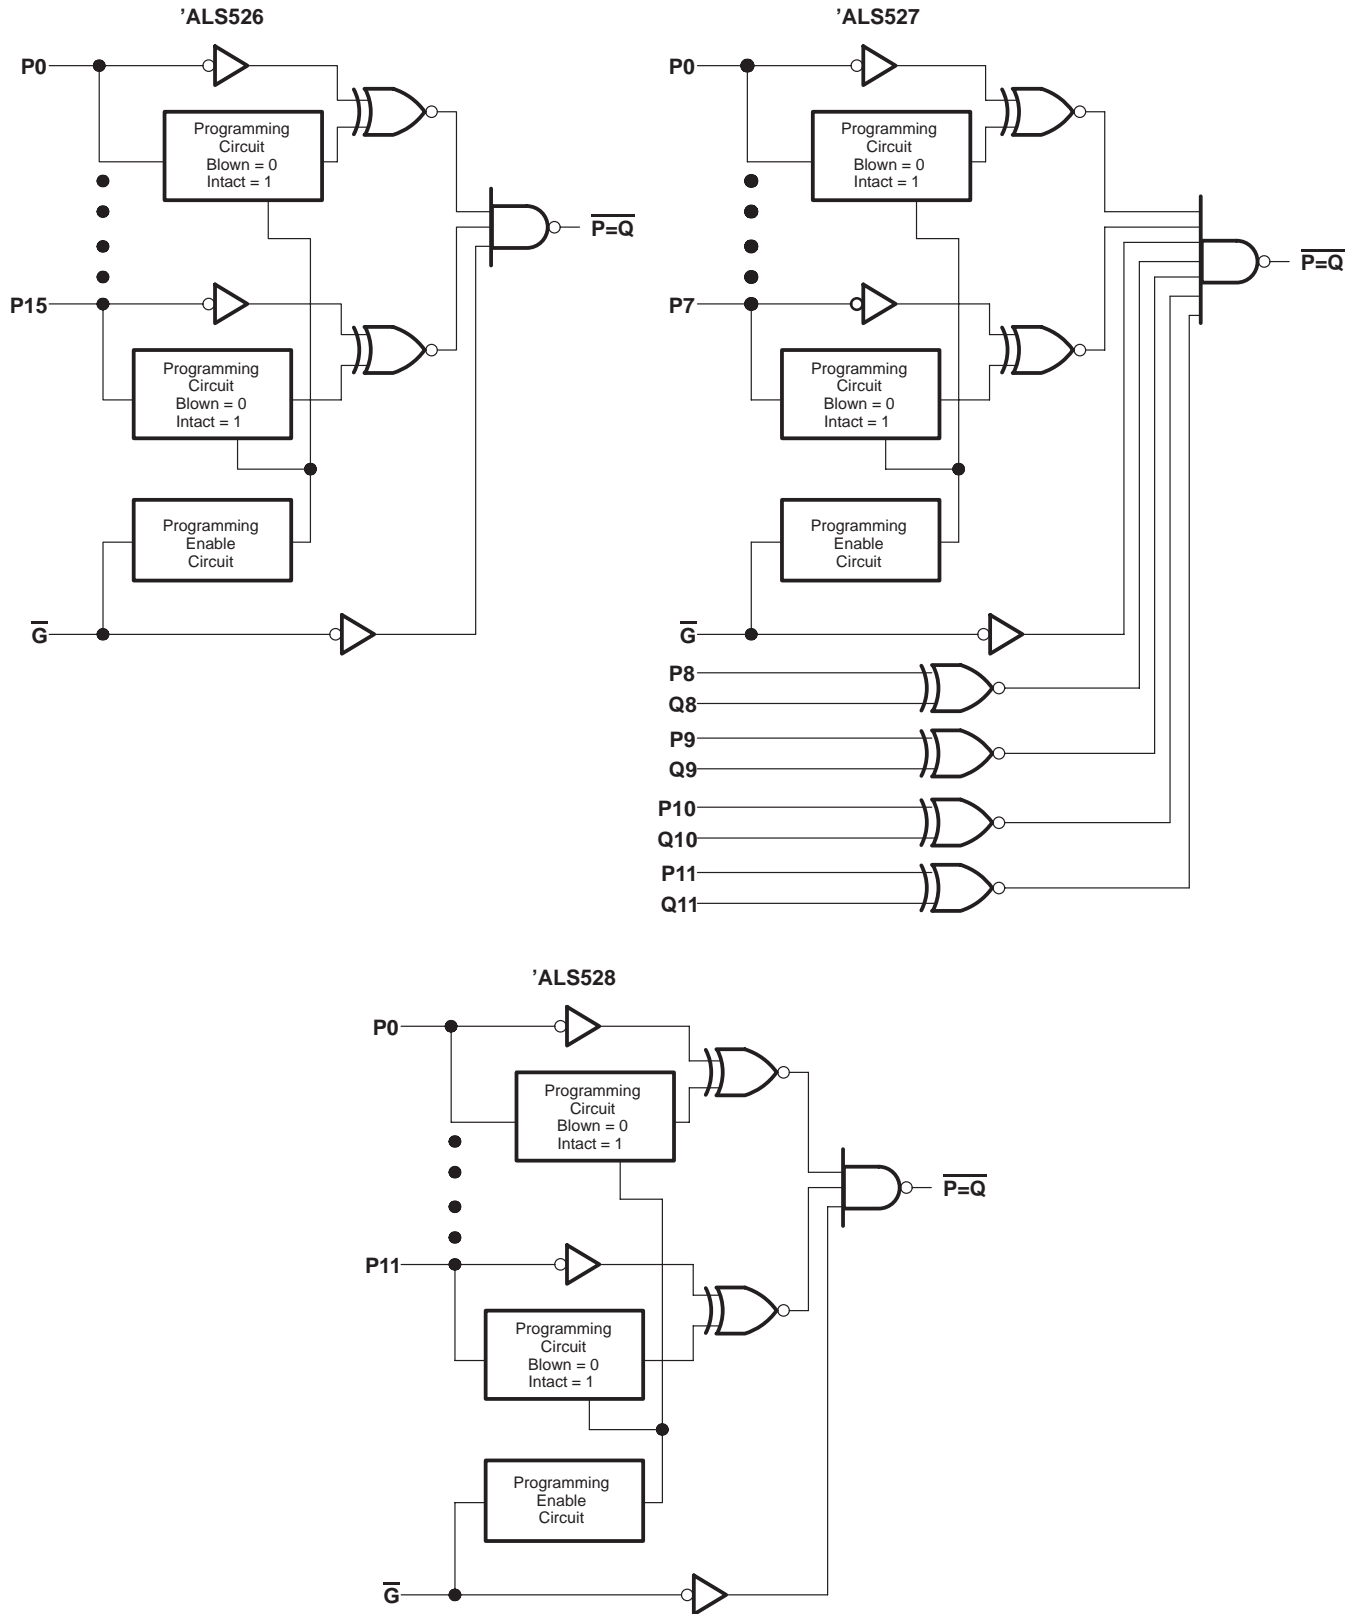 ’ALS526
P0
Programming
Circuit
Blown = 0
Intact = 1
P15
Programming
Circuit
Blown = 0
Intact = 1
Programming
Enable
Circuit
G̅
P̅=̅Q̅
’ALS527
P0
Programming
Circuit
Blown = 0
Intact = 1
P7
Programming
Circuit
Blown = 0
Intact = 1
Programming
Enable
Circuit
G̅
P8
Q8
P9
Q9
P10
Q10
P11
Q11
P̅=̅Q̅
’ALS528
P0
Programming
Circuit
Blown = 0
Intact = 1
P11
Programming
Circuit
Blown = 0
Intact = 1
Programming
Enable
Circuit
G̅
P̅=̅Q̅